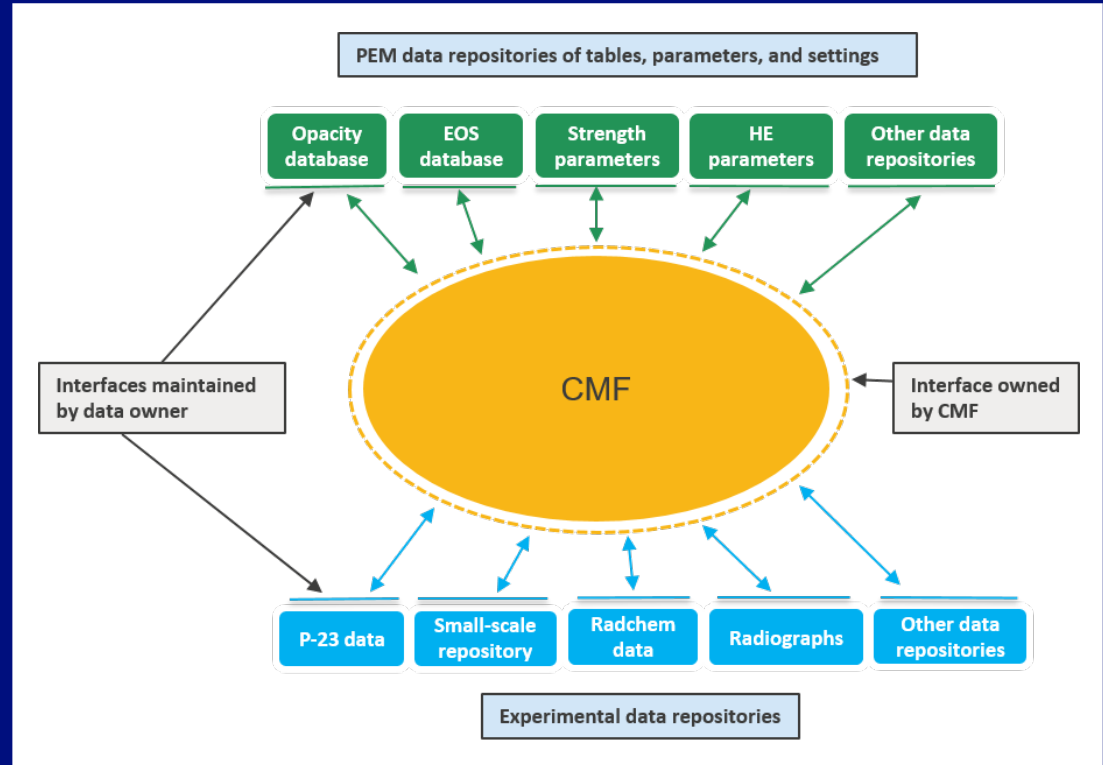 PEM data repositories of tables, parameters, and settings
Opacity
database
EOS
database
Strength
parameters
HE
parameters
Other data
repositories
Interfaces maintained
by data owner
CMF
Interface owned
by CMF
P-23 data
Small-scale
repository
Radchem
data
Radiographs
Other data
repositories
Experimental data repositories